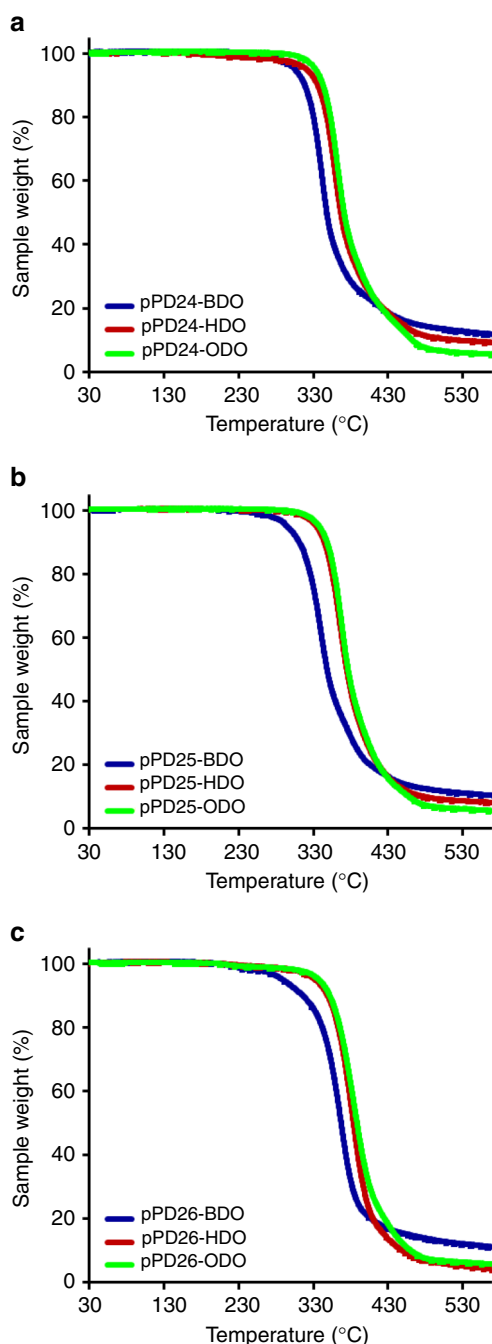 a
100
80
60
40
20
0
Sample weight (%)
pPD24-BDO
pPD24-HDO
pPD24-ODO
30 130 230 330 430 530
Temperature (°C)
b
100
80
60
40
20
0
Sample weight (%)
pPD25-BDO
pPD25-HDO
pPD25-ODO
30 130 230 330 430 530
Temperature (°C)
c
100
80
60
40
20
0
Sample weight (%)
pPD26-BDO
pPD26-HDO
pPD26-ODO
30 130 230 330 430 530
Temperature (°C)